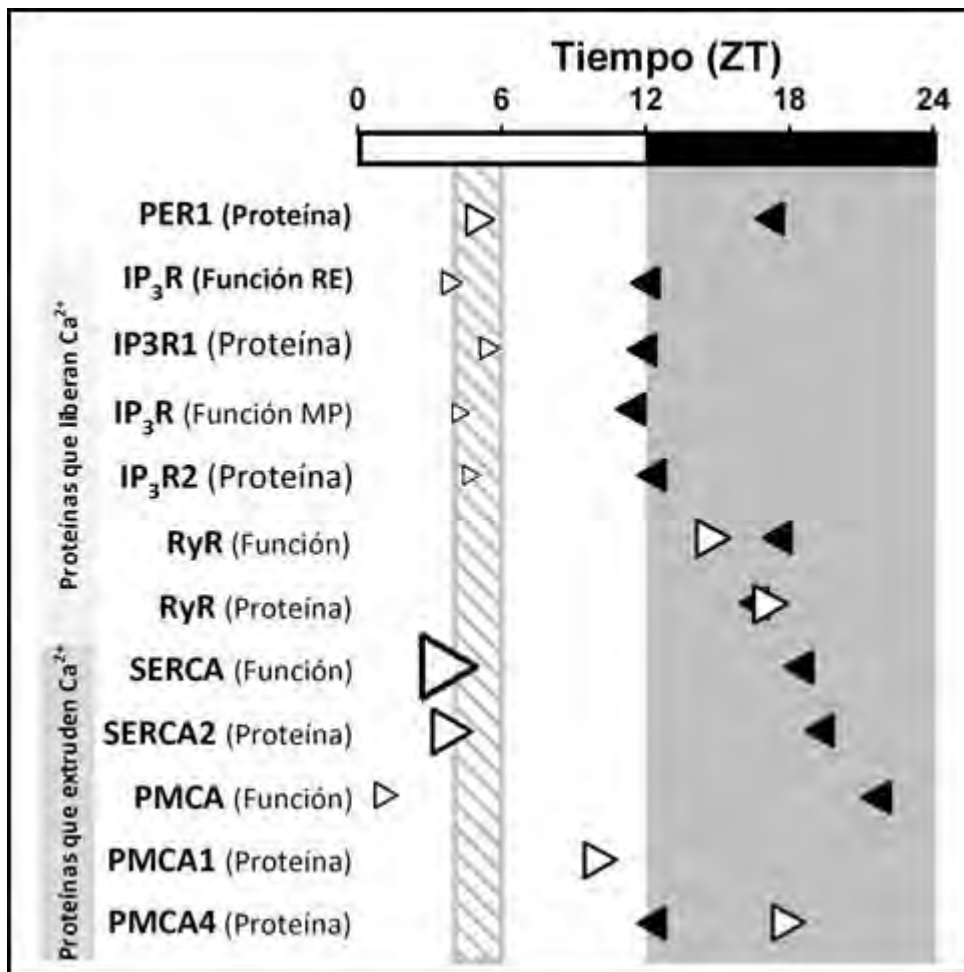 Tiempo (ZT)
0 6 12 18 24
Proteínas que liberan Ca²⁺
PER1 (Proteína)
IP₃R (Función RE)
IP3R1 (Proteína)
IP₃R (Función MP)
IP₃R2 (Proteína)
RyR (Función)
RyR (Proteína)
Proteínas que extruden Ca²⁺
SERCA (Función)
SERCA2 (Proteína)
PMCA (Función)
PMCA1 (Proteína)
PMCA4 (Proteína)